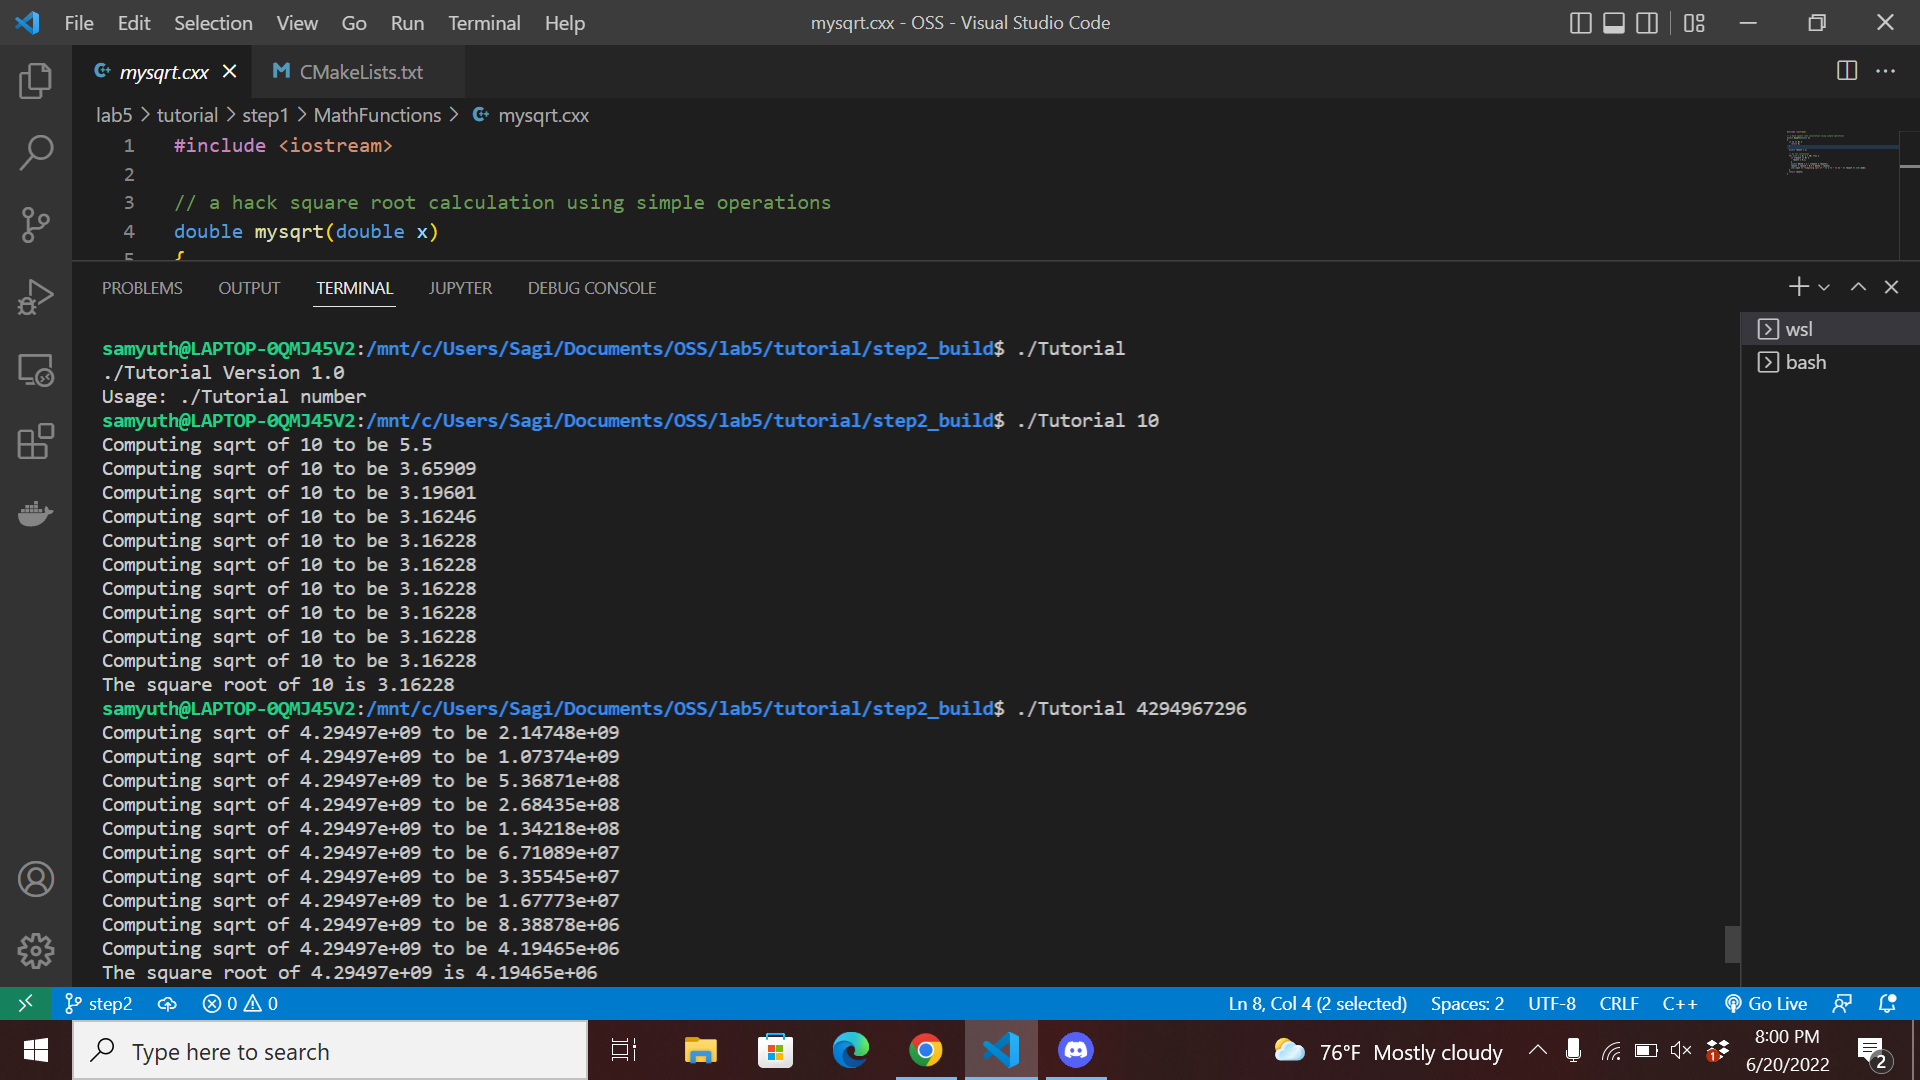 File Edit Selection View Go Run Terminal Help
mysqrt.cxx - OSS - Visual Studio Code
mysqrt.cxx
CMakeLists.txt
lab5 > tutorial > step1 > MathFunctions > mysqrt.cxx
1 #include <iostream>
2
3 // a hack square root calculation using simple operations
4 double mysqrt(double x)
5 {
PROBLEMS OUTPUT TERMINAL JUPYTER DEBUG CONSOLE
wsl
bash
samyuth@LAPTOP-0QMJ45V2:/mnt/c/Users/Sagi/Documents/OSS/lab5/tutorial/step2_build$ ./Tutorial
./Tutorial Version 1.0
Usage: ./Tutorial number
samyuth@LAPTOP-0QMJ45V2:/mnt/c/Users/Sagi/Documents/OSS/lab5/tutorial/step2_build$ ./Tutorial 10
Computing sqrt of 10 to be 5.5
Computing sqrt of 10 to be 3.65909
Computing sqrt of 10 to be 3.19601
Computing sqrt of 10 to be 3.16246
Computing sqrt of 10 to be 3.16228
Computing sqrt of 10 to be 3.16228
Computing sqrt of 10 to be 3.16228
Computing sqrt of 10 to be 3.16228
Computing sqrt of 10 to be 3.16228
Computing sqrt of 10 to be 3.16228
The square root of 10 is 3.16228
samyuth@LAPTOP-0QMJ45V2:/mnt/c/Users/Sagi/Documents/OSS/lab5/tutorial/step2_build$ ./Tutorial 4294967296
Computing sqrt of 4.29497e+09 to be 2.14748e+09
Computing sqrt of 4.29497e+09 to be 1.07374e+09
Computing sqrt of 4.29497e+09 to be 5.36871e+08
Computing sqrt of 4.29497e+09 to be 2.68435e+08
Computing sqrt of 4.29497e+09 to be 1.34218e+08
Computing sqrt of 4.29497e+09 to be 6.71089e+07
Computing sqrt of 4.29497e+09 to be 3.35545e+07
Computing sqrt of 4.29497e+09 to be 1.67773e+07
Computing sqrt of 4.29497e+09 to be 8.38878e+06
Computing sqrt of 4.29497e+09 to be 4.19465e+06
The square root of 4.29497e+09 is 4.19465e+06
step2 0 0 Ln 8, Col 4 (2 selected) Spaces: 2 UTF-8 CRLF C++ Go Live
Type here to search
76°F Mostly cloudy
8:00 PM
6/20/2022
2